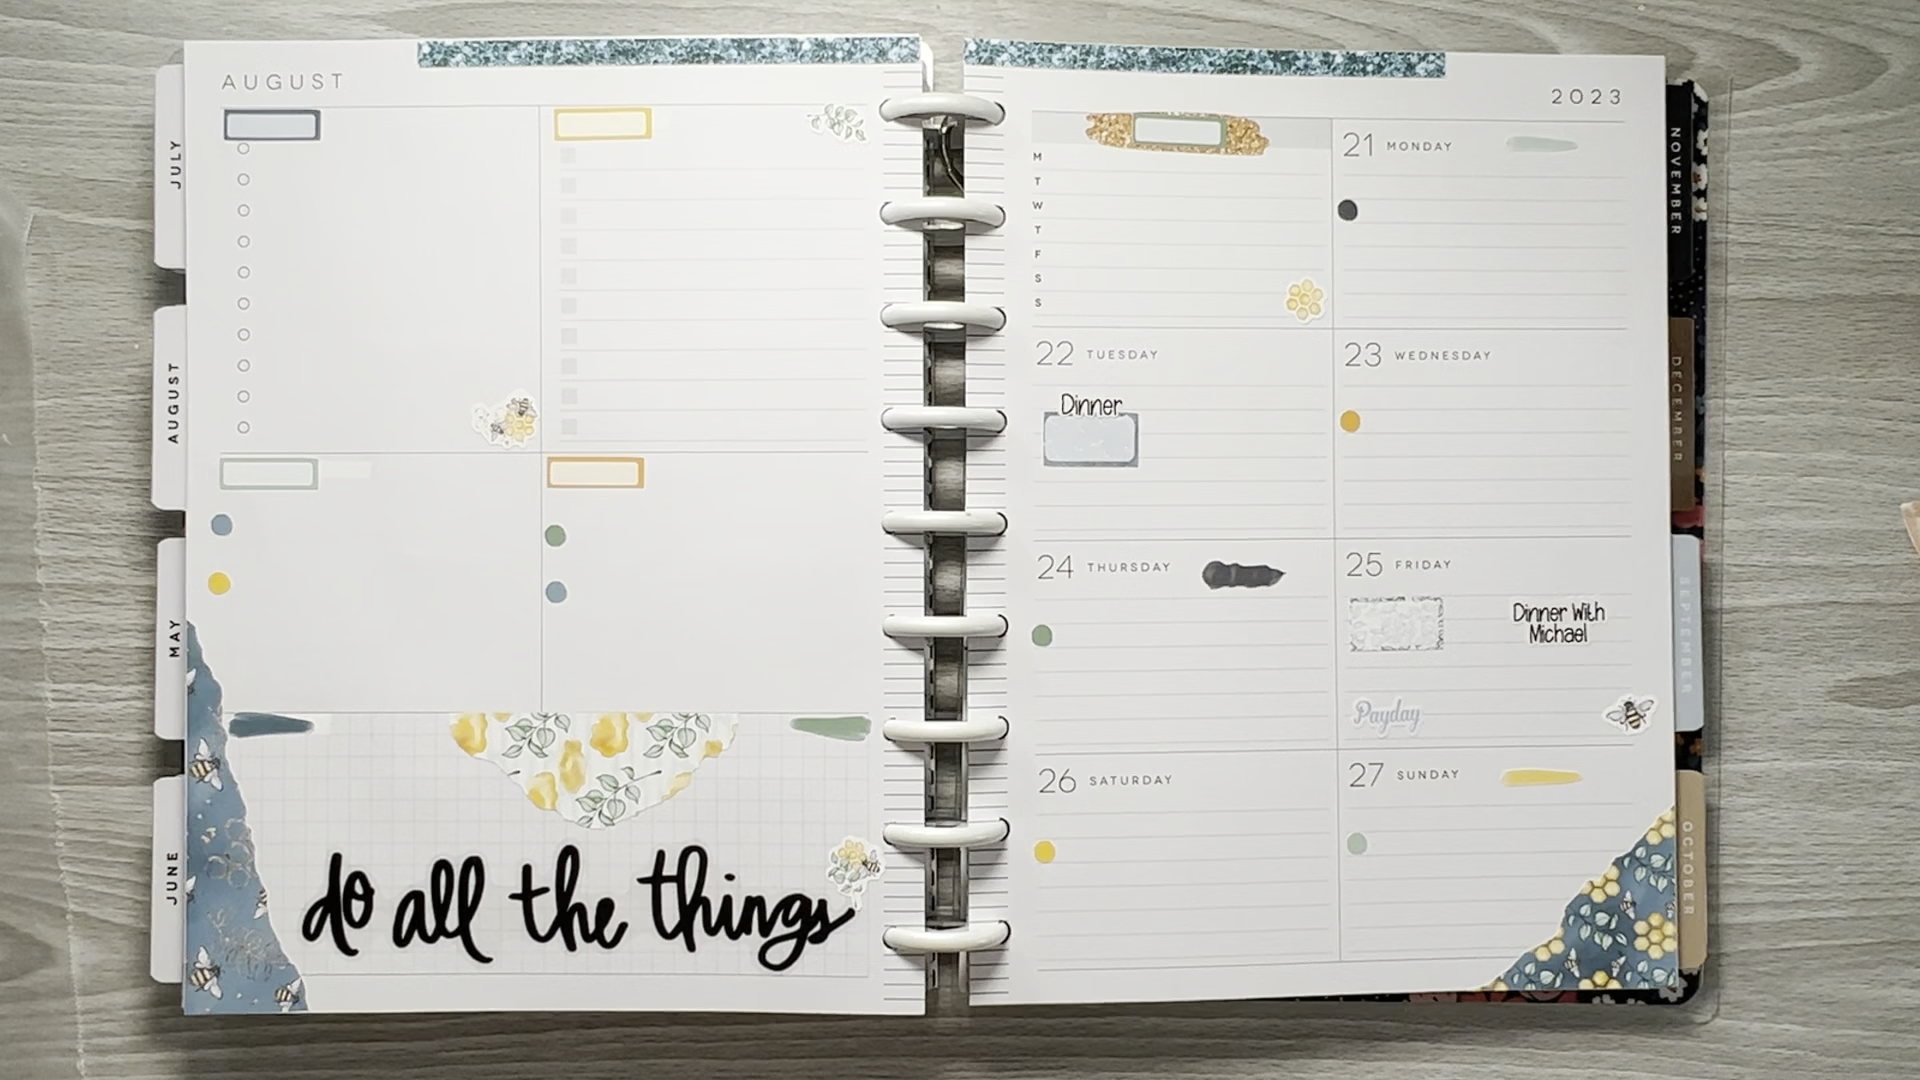 AUGUST
JULY
AUGUST
MAY
JUNE
do all the things
2023
M
T
W
T
F
S
S
21 MONDAY
22 TUESDAY
Dinner
23 WEDNESDAY
24 THURSDAY
25 FRIDAY
Dinner With
Michael
Payday
26 SATURDAY
27 SUNDAY
NOVEMBER
DECEMBER
SEPTEMBER
OCTOBER